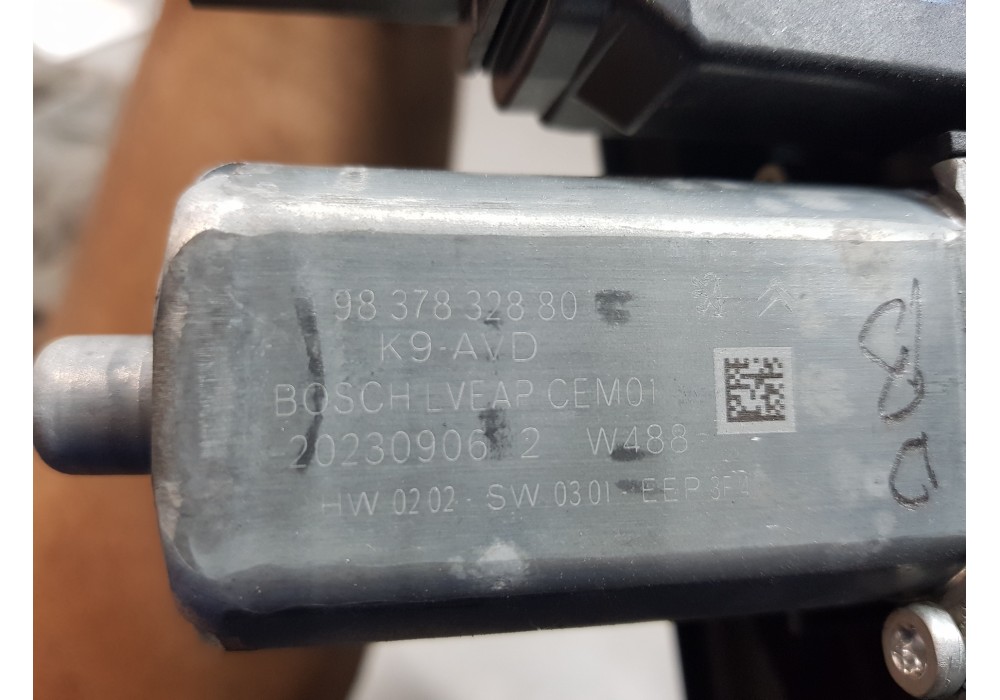 98 378 328 80
K9-AVD
BOSCH LVEAP CEM01
20230906 2 W488
HW 02 02 - SW 03 01 - EEP
80